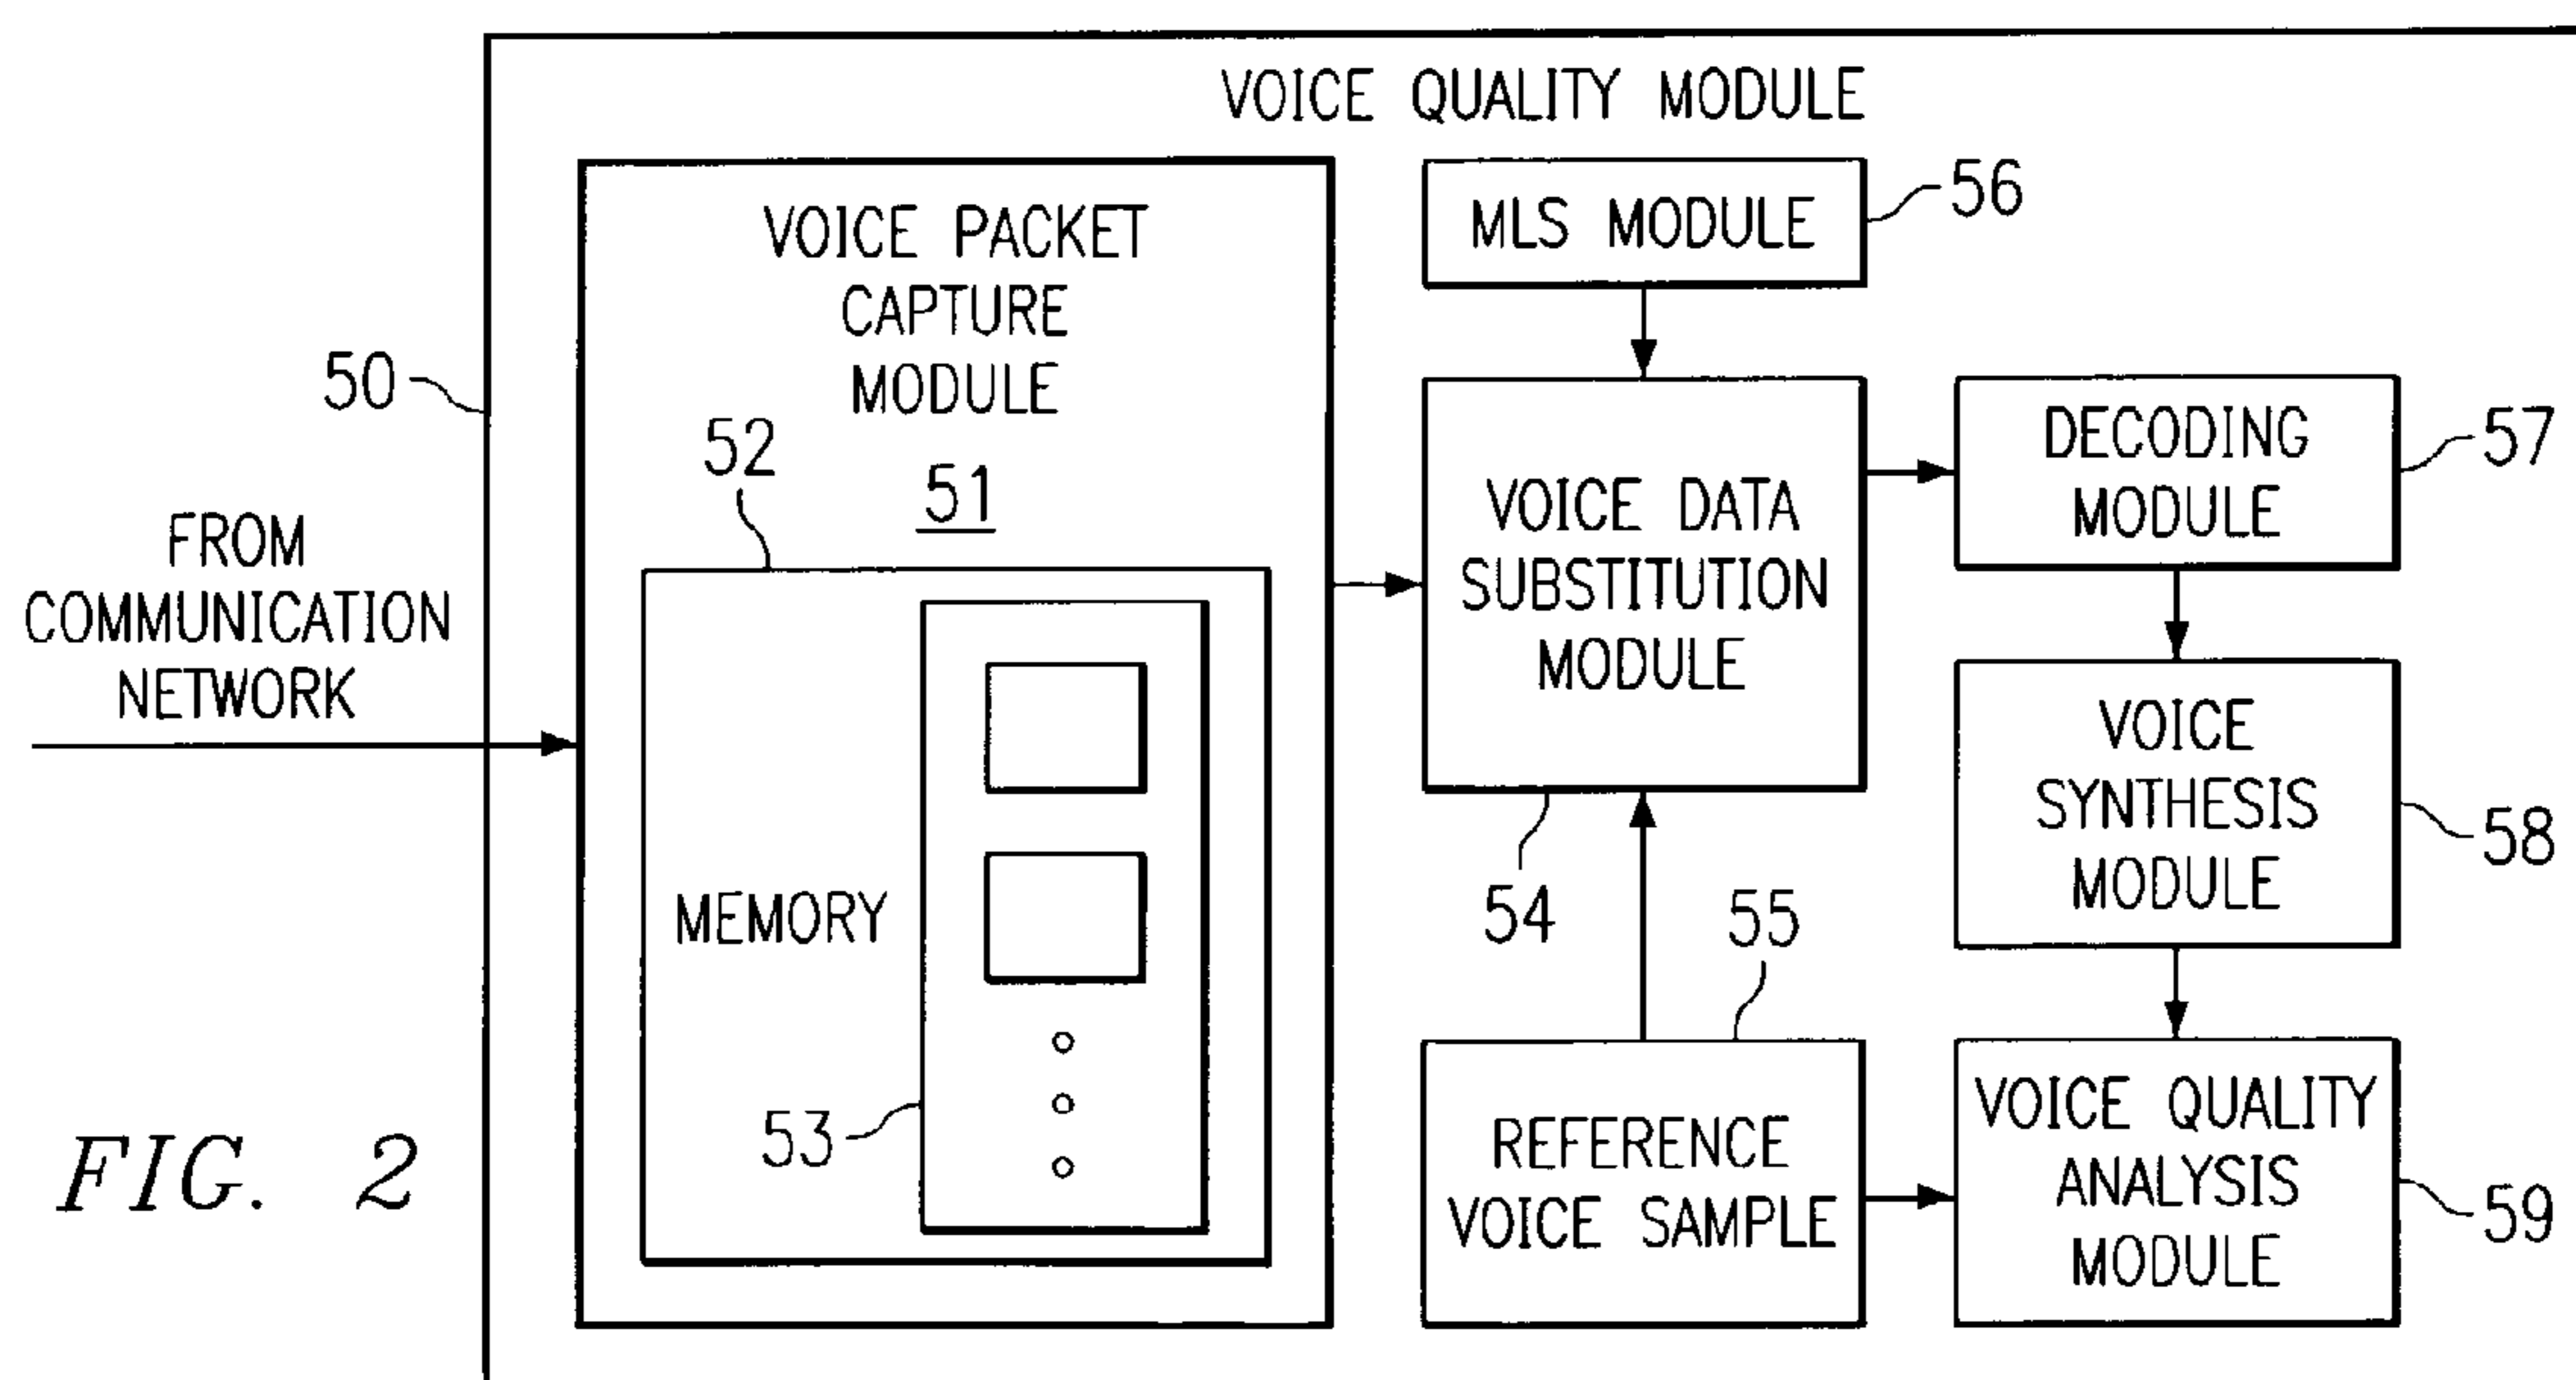 VOICE QUALITY MODULE
VOICE PACKET
CAPTURE
MODULE
51
50
52
FROM
COMMUNICATION
NETWORK
MEMORY
53
MLS MODULE
56
VOICE DATA
SUBSTITUTION
MODULE
54
55
REFERENCE
VOICE SAMPLE
DECODING
MODULE
57
VOICE
SYNTHESIS
MODULE
58
VOICE QUALITY
ANALYSIS
MODULE
59
FIG. 2